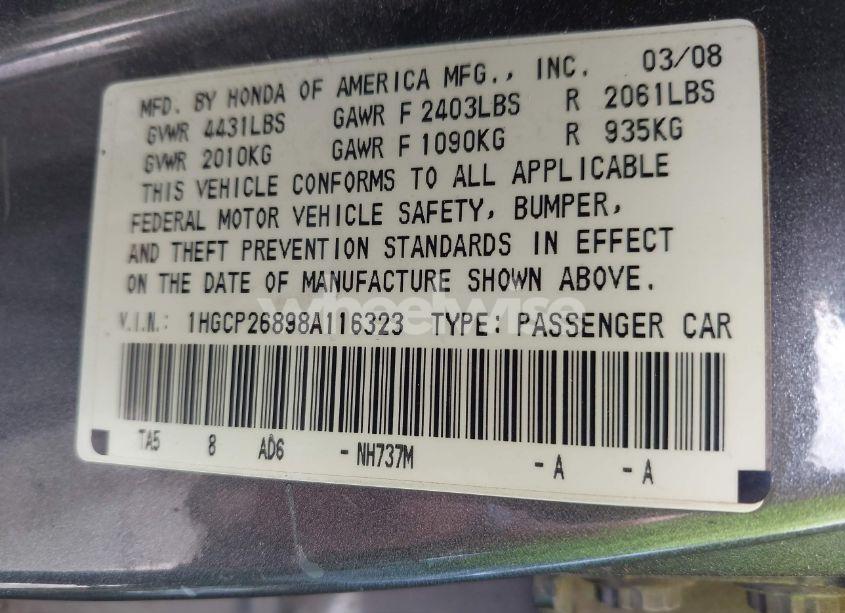 MFD. BY HONDA OF AMERICA MFG., INC. 03/08
GVWR 4431LBS GAWR F 2403LBS R 2061LBS
GVWR 2010KG GAWR F 1090KG R 935KG
THIS VEHICLE CONFORMS TO ALL APPLICABLE
FEDERAL MOTOR VEHICLE SAFETY, BUMPER,
AND THEFT PREVENTION STANDARDS IN EFFECT
ON THE DATE OF MANUFACTURE SHOWN ABOVE.
wheelwise
V.I.N.: 1HGCP26898A116323 TYPE: PASSENGER CAR
TA5 8 AD6 -NH737M -A -A